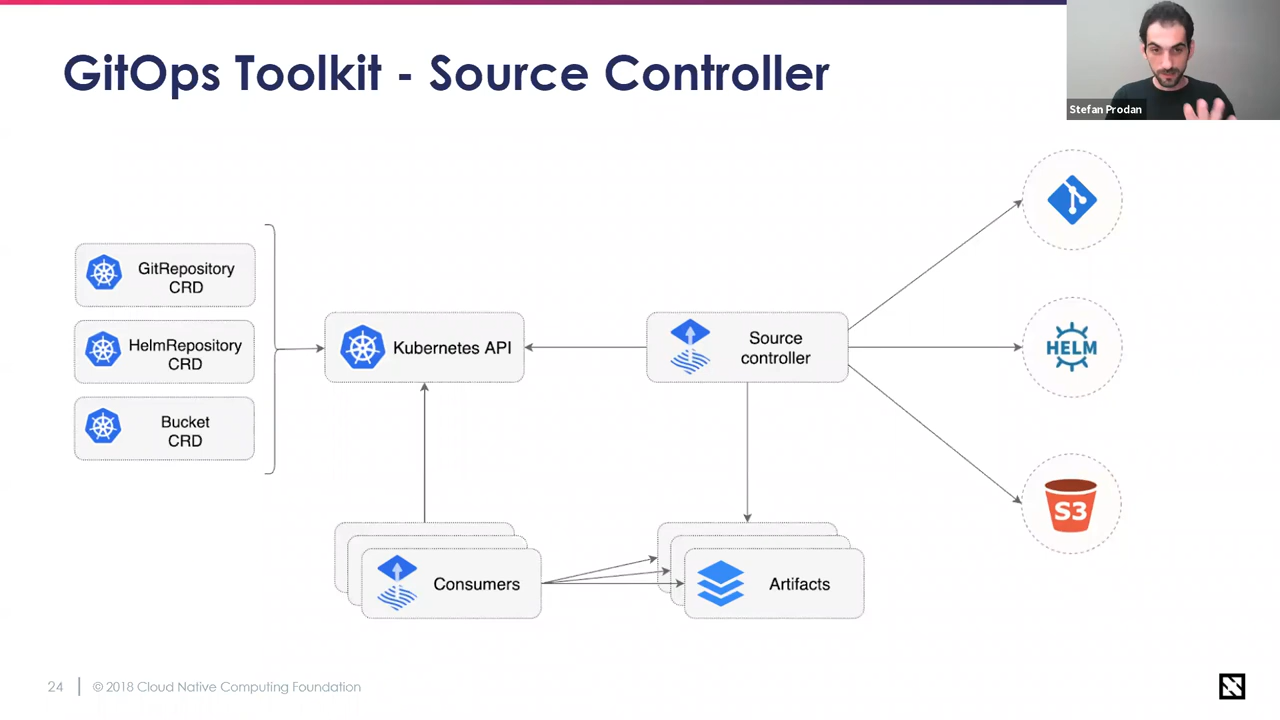 GitOps Toolkit - Source Controller
Stefan Prodan
GitRepository
CRD
HelmRepository
CRD
Bucket
CRD
Kubernetes API
Source
controller
HELM
S3
Consumers
Artifacts
24
© 2018 Cloud Native Computing Foundation